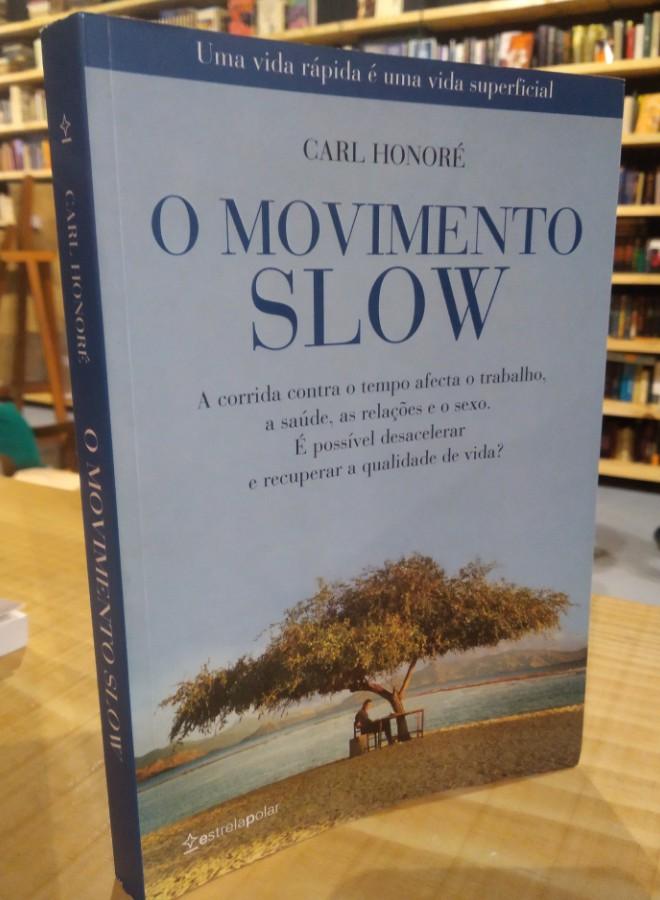 Uma vida rápida é uma vida superficial
CARL HONORÉ
O MOVIMENTO
SLOW
A corrida contra o tempo afecta o trabalho,
a saúde, as relações e o sexo.
É possível desacelerar
e recuperar a qualidade de vida?
estrelapolar
CARL HONORÉ
O MOVIMENTO SLOW